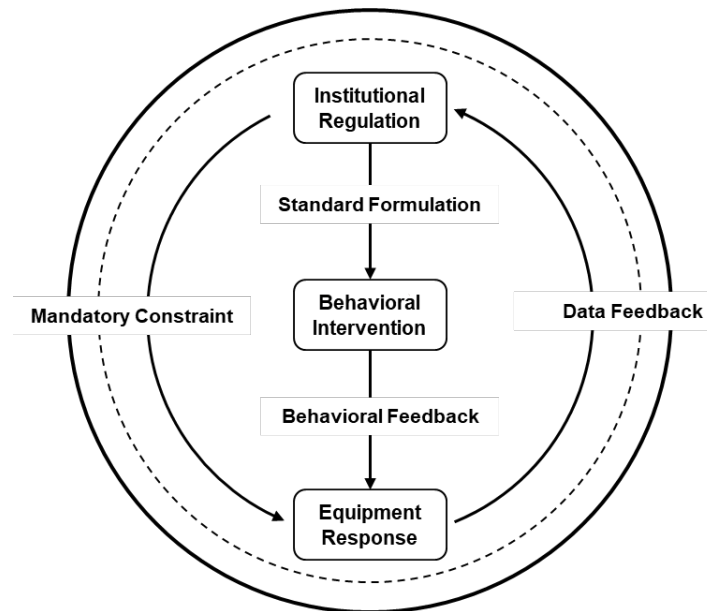 Institutional
Regulation
Standard Formulation
Mandatory Constraint
Behavioral
Intervention
Data Feedback
Behavioral Feedback
Equipment
Response